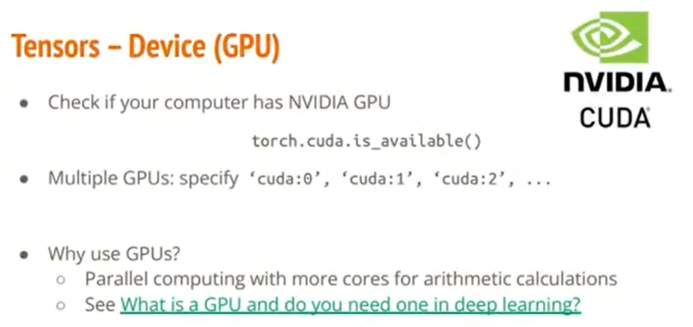 Tensors – Device (GPU)
NVIDIA.
CUDA
● Check if your computer has NVIDIA GPU
torch.cuda.is_available()
● Multiple GPUs: specify ‘cuda:0’, ‘cuda:1’, ‘cuda:2’, ...
● Why use GPUs?
○ Parallel computing with more cores for arithmetic calculations
○ See What is a GPU and do you need one in deep learning?